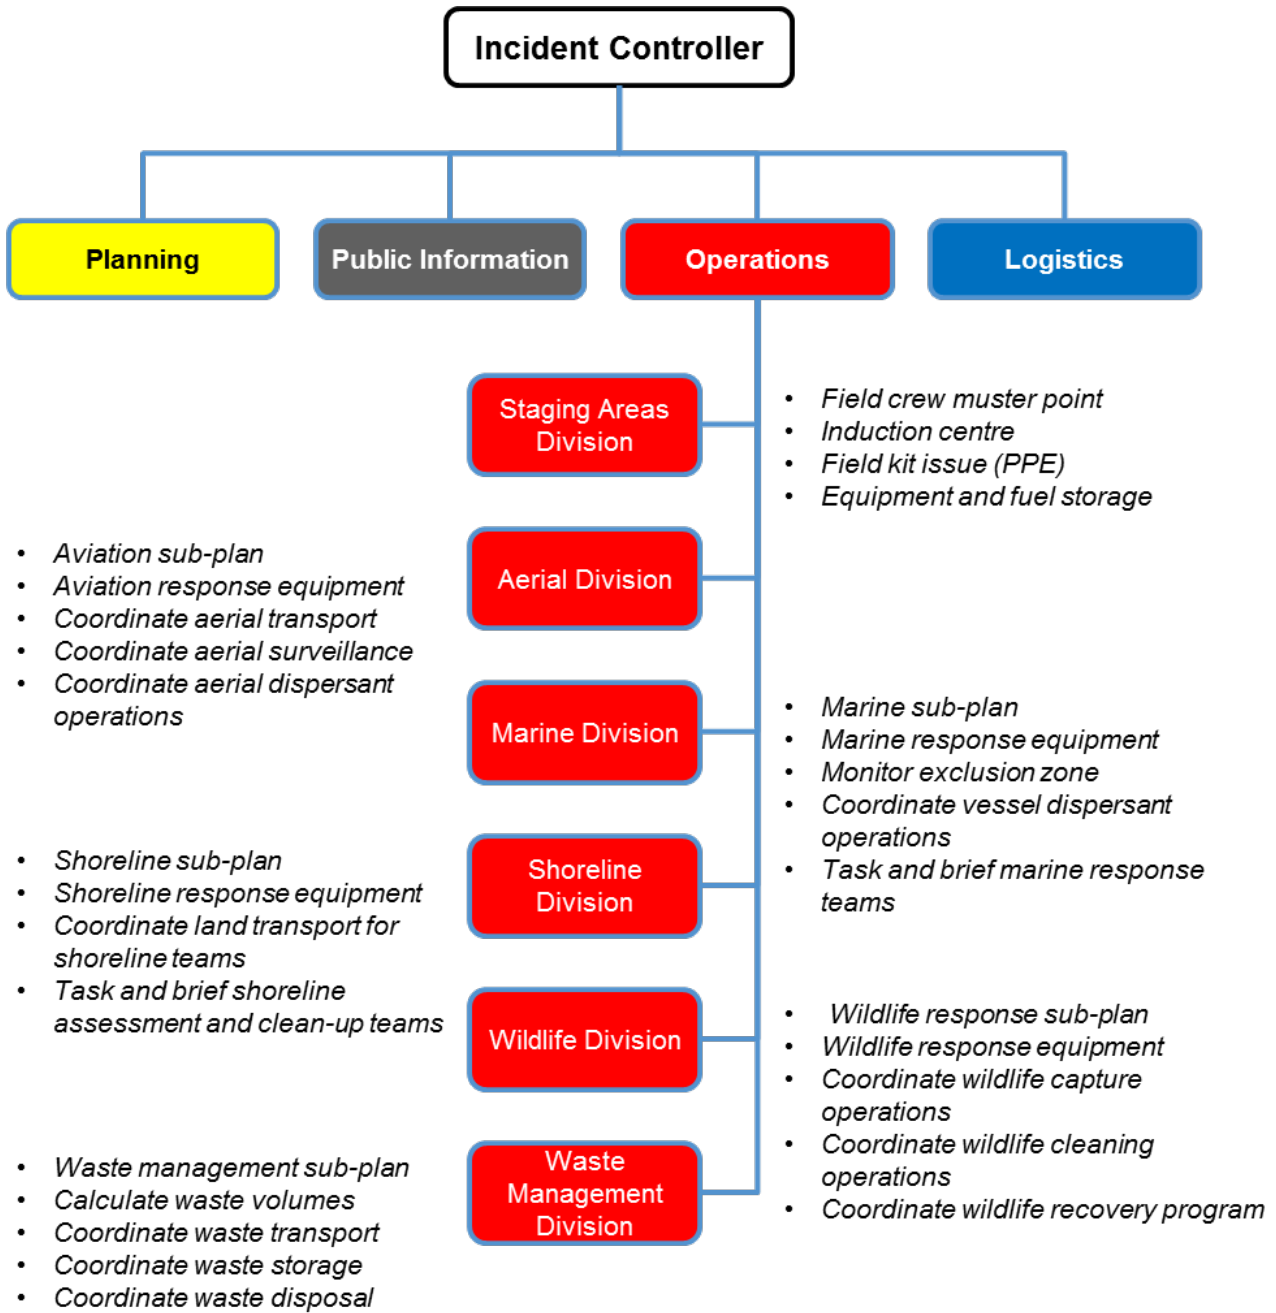 Incident Controller
Planning
Public Information
Operations
Logistics
Staging Areas
Division
• Field crew muster point
• Induction centre
• Field kit issue (PPE)
• Equipment and fuel storage
• Aviation sub-plan
• Aviation response equipment
• Coordinate aerial transport
• Coordinate aerial surveillance
• Coordinate aerial dispersant
operations
Aerial Division
Marine Division
• Marine sub-plan
• Marine response equipment
• Monitor exclusion zone
• Coordinate vessel dispersant
operations
• Task and brief marine response
teams
• Shoreline sub-plan
• Shoreline response equipment
• Coordinate land transport for
shoreline teams
• Task and brief shoreline
assessment and clean-up teams
Shoreline
Division
Wildlife Division
• Wildlife response sub-plan
• Wildlife response equipment
• Coordinate wildlife capture
operations
• Coordinate wildlife cleaning
operations
• Coordinate wildlife recovery program
• Waste management sub-plan
• Calculate waste volumes
• Coordinate waste transport
• Coordinate waste storage
• Coordinate waste disposal
Waste
Management
Division